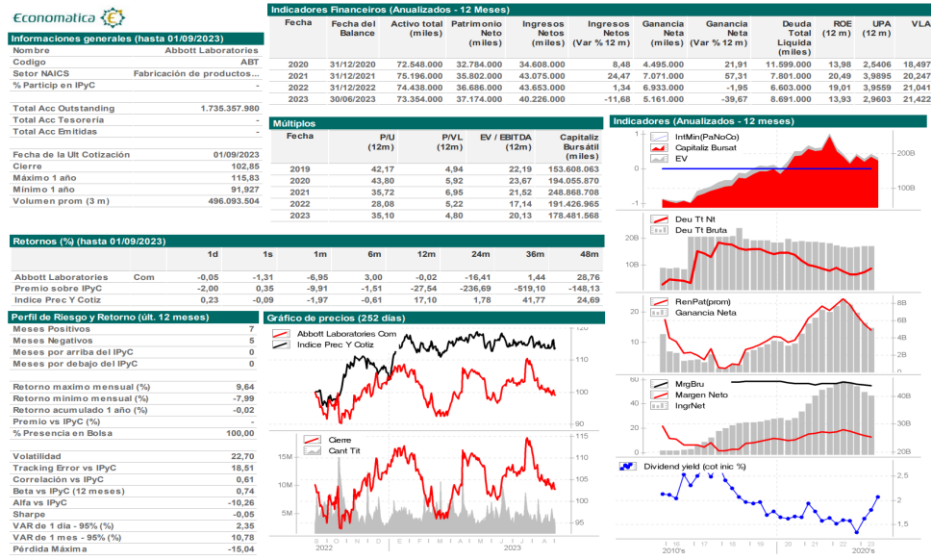 Economatica
Informaciones generales (hasta 01/09/2023)
Nombre Abbott Laboratories
Codigo ABT
Setor NAICS Fabricación de productos...
% Particip en IPyC -
Total Acc Outstanding 1.735.357.980
Total Acc Tesorería -
Total Acc Emitidas -
Fecha de la Ult Cotización 01/09/2023
Cierre 102,85
Máximo 1 año 115,83
Mínimo 1 año 91,927
Volumen prom (3 m) 496.093.504
Indicadores Financieros (Anualizados - 12 Meses)
Fecha Fecha del Balance Activo total (miles) Patrimonio Neto (miles) Ingresos Netos (miles) Ingresos Netos (Var % 12 m) Ganancia Neta (miles) Ganancia Neta (Var % 12 m) Deuda Total Liquida (miles) ROE (12 m) UPA (12 m) VLA
2020 31/12/2020 72.548.000 32.784.000 34.608.000 8,48 4.495.000 21,91 11.599.000 13,98 2,5406 18,497
2021 31/12/2021 75.196.000 35.802.000 43.075.000 24,47 7.071.000 57,31 7.801.000 20,49 3,9895 20,247
2022 31/12/2022 74.438.000 36.686.000 43.653.000 1,34 6.933.000 -1,95 6.603.000 19,01 3,9559 21,041
2023 30/06/2023 73.354.000 37.174.000 40.226.000 -11,68 5.161.000 -39,67 8.691.000 13,93 2,9603 21,422
Múltiplos
Fecha P/U (12m) P/VL (12m) EV / EBITDA (12m) Capitaliz Bursátil (miles)
2019 42,17 4,94 22,19 153.608.063
2020 43,80 5,92 23,67 194.055.870
2021 35,72 6,95 21,52 248.868.708
2022 28,08 5,22 17,14 191.426.965
2023 35,10 4,80 20,13 178.481.568
Retornos (%) (hasta 01/09/2023)
1d 1s 1m 6m 12m 24m 36m 48m
Abbott Laboratories Com -0,05 -1,31 -6,95 3,00 -0,02 -16,41 1,44 28,76
Premio sobre IPyC -2,00 0,35 -9,91 -1,51 -27,54 -236,69 -519,10 -148,13
Indice Prec Y Cotiz 0,23 -0,09 -1,97 -0,61 17,10 1,78 41,77 24,69
Perfil de Riesgo y Retorno (últ. 12 meses)
Meses Positivos 7
Meses Negativos 5
Meses por arriba del IPyC 0
Meses por debajo del IPyC 0
Retorno maximo mensual (%) 9,64
Retorno minimo mensual (%) -7,99
Retorno acumulado 1 año (%) -0,02
Premio vs IPyC (%) -
% Presencia en Bolsa 100,00
Volatilidad 22,70
Tracking Error vs IPyC 18,51
Correlación vs IPyC 0,61
Beta vs IPyC (12 meses) 0,74
Alfa vs IPyC -10,26
Sharpe -0,05
VAR de 1 dia - 95% (%) 2,35
VAR de 1 mes - 95% (%) 10,78
Pérdida Máxima -15,04
Gráfico de precios (252 días)
Abbott Laboratories Com
Indice Prec Y Cotiz
120
110
100
90
Cierre
Cant Tit
15M
10M
5M
115
110
105
100
95
S O N D E F M A M J J A
2022 2023
Indicadores (Anualizados - 12 meses)
IntMin(PaNoCo)
Capitaliz Bursat
EV
1
0
-1
200B
100B
Deu Tt Nt
Deu Tt Bruta
20B
10B
RenPat(prom)
Ganancia Neta
20
10
0
8B
6B
4B
2B
0
MrgBru
Margen Neto
IngrNet
60
40
20
0
40B
30B
20B
Dividend yield (cot inic %)
2,5
2
1,5
16 17 18 19 20 21 22 23
2010's 2020's